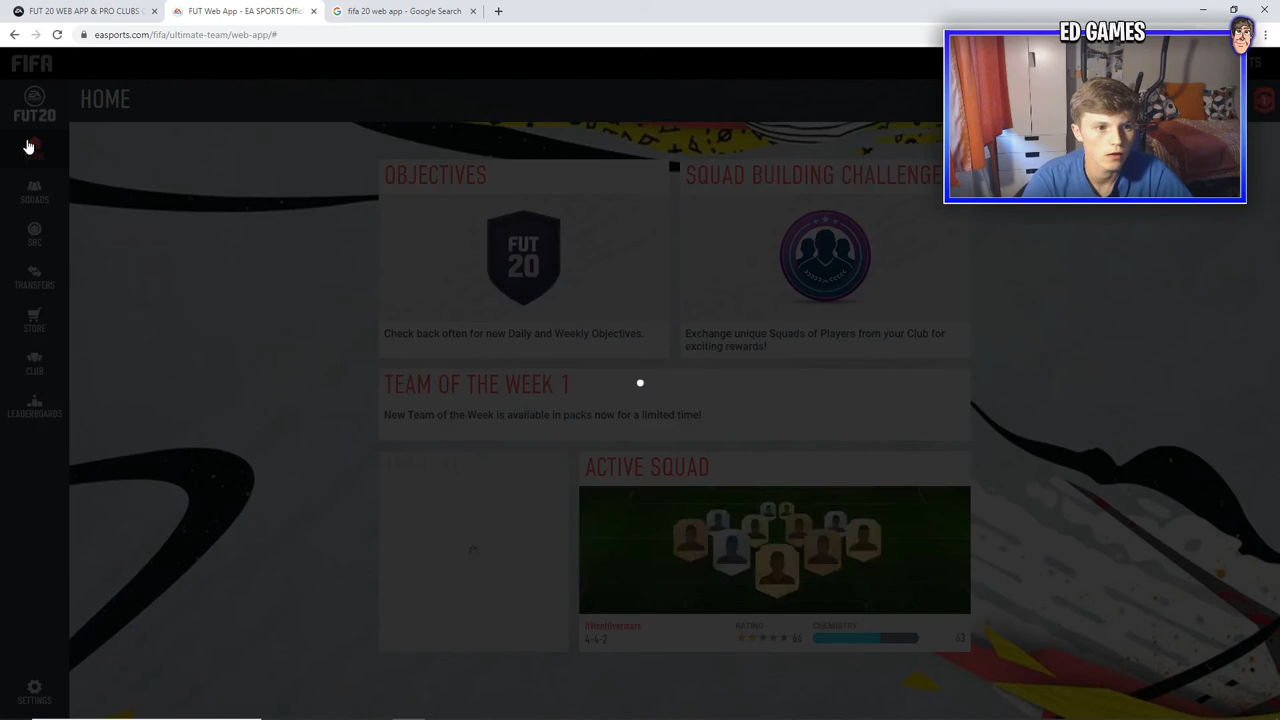 FUT 20 WEB APP & PRO CLUBS
FUT Web App - EA SPORTS Offic
fifa 20 web app - Google Search
easports.com/fifa/ultimate-team/web-app/#
ED GAMES
FIFA
FUT20
HOME
SQUADS
SBC
TRANSFERS
STORE
CLUB
LEADERBOARDS
SETTINGS
OBJECTIVES
FUT
20
Check back often for new Daily and Weekly Objectives.
SQUAD BUILDING CHALLENGE
Exchange unique Squads of Players from your Club for
exciting rewards!
TEAM OF THE WEEK 1
New Team of the Week is available in packs now for a limited time!
ACTIVE SQUAD
4-4-2
RATING
66
CHEMISTRY
63